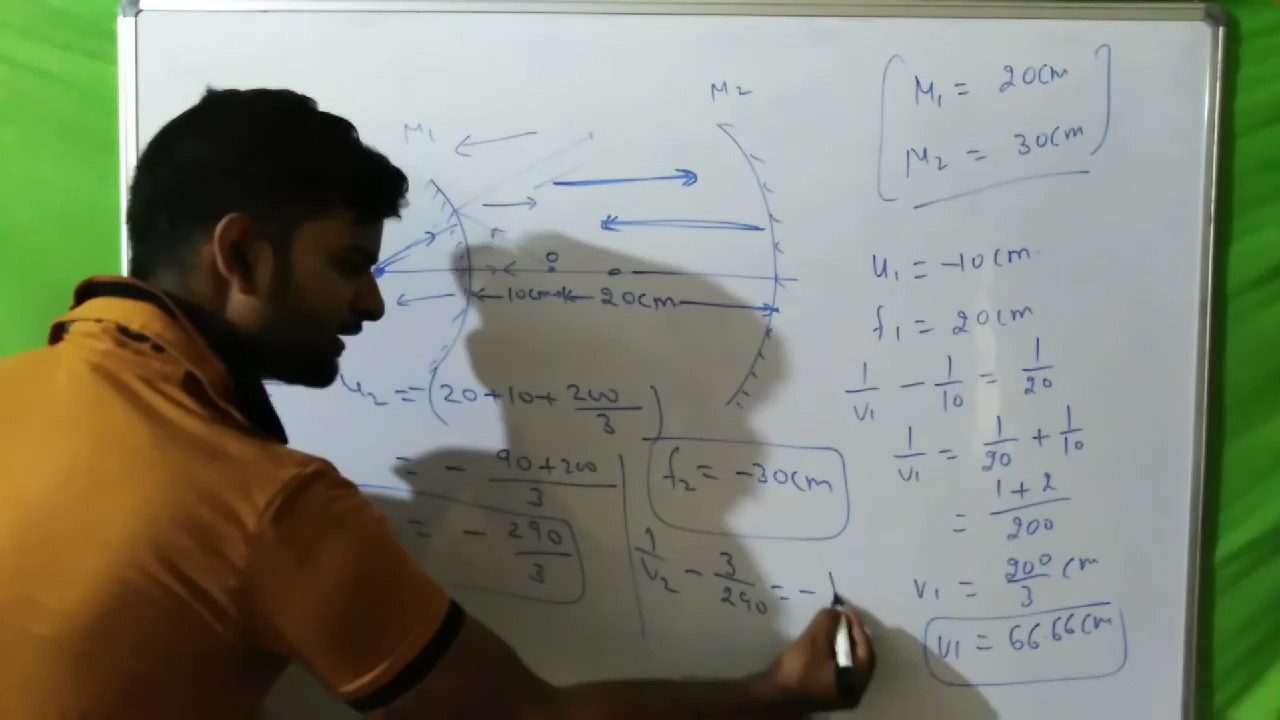 M2
M1
0
10cm
20cm
u2 = -(20+10+200/3)
= - 90+200/3
= - 290/3
f2 = -30cm
1/v2 - 3/290 = - 1
M1 = 20cm
M2 = 30cm
u1 = -10cm.
f1 = 20cm
1/v1 - 1/10 = 1/20
1/v1 = 1/20 + 1/10
= 1+2/200
v1 = 200/3 cm
v1 = 66.66cm